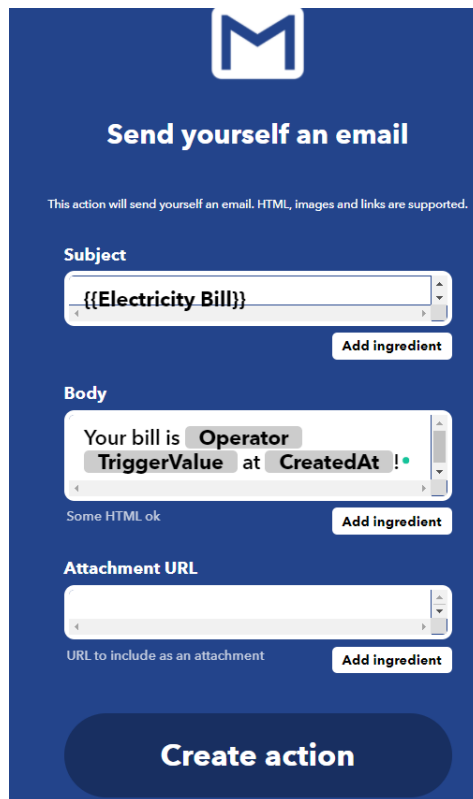 Send yourself an email
This action will send yourself an email. HTML, images and links are supported.
Subject
{{Electricity Bill}}
Add ingredient
Body
Your bill is Operator
TriggerValue at CreatedAt !
Some HTML ok
Add ingredient
Attachment URL
URL to include as an attachment
Add ingredient
Create action